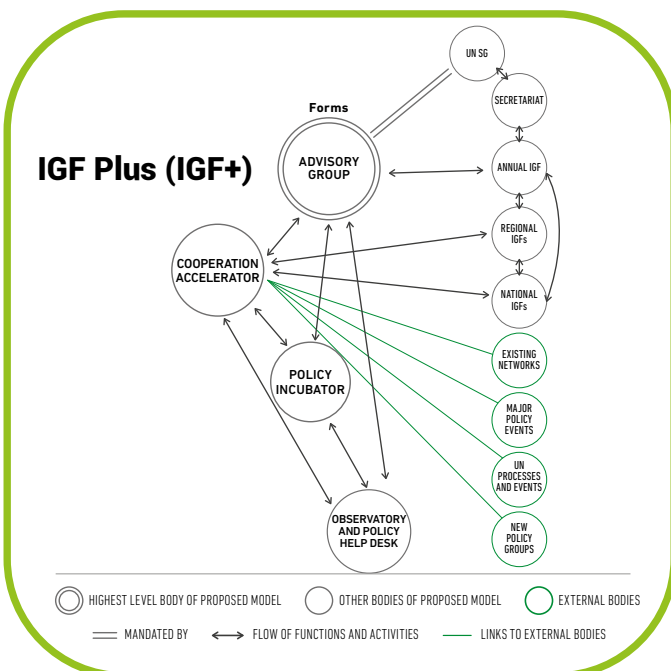 UN SG
SECRETARIAT
Forms
ADVISORY
GROUP
IGF Plus (IGF+)
ANNUAL IGF
REGIONAL
IGFs
COOPERATION
ACCELERATOR
NATIONAL
IGFs
EXISTING
NETWORKS
POLICY
INCUBATOR
MAJOR
POLICY
EVENTS
UN
PROCESSES
AND EVENTS
OBSERVATORY
AND POLICY
HELP DESK
NEW
POLICY
GROUPS
HIGHEST LEVEL BODY OF PROPOSED MODEL
OTHER BODIES OF PROPOSED MODEL
EXTERNAL BODIES
MANDATED BY
FLOW OF FUNCTIONS AND ACTIVITIES
LINKS TO EXTERNAL BODIES